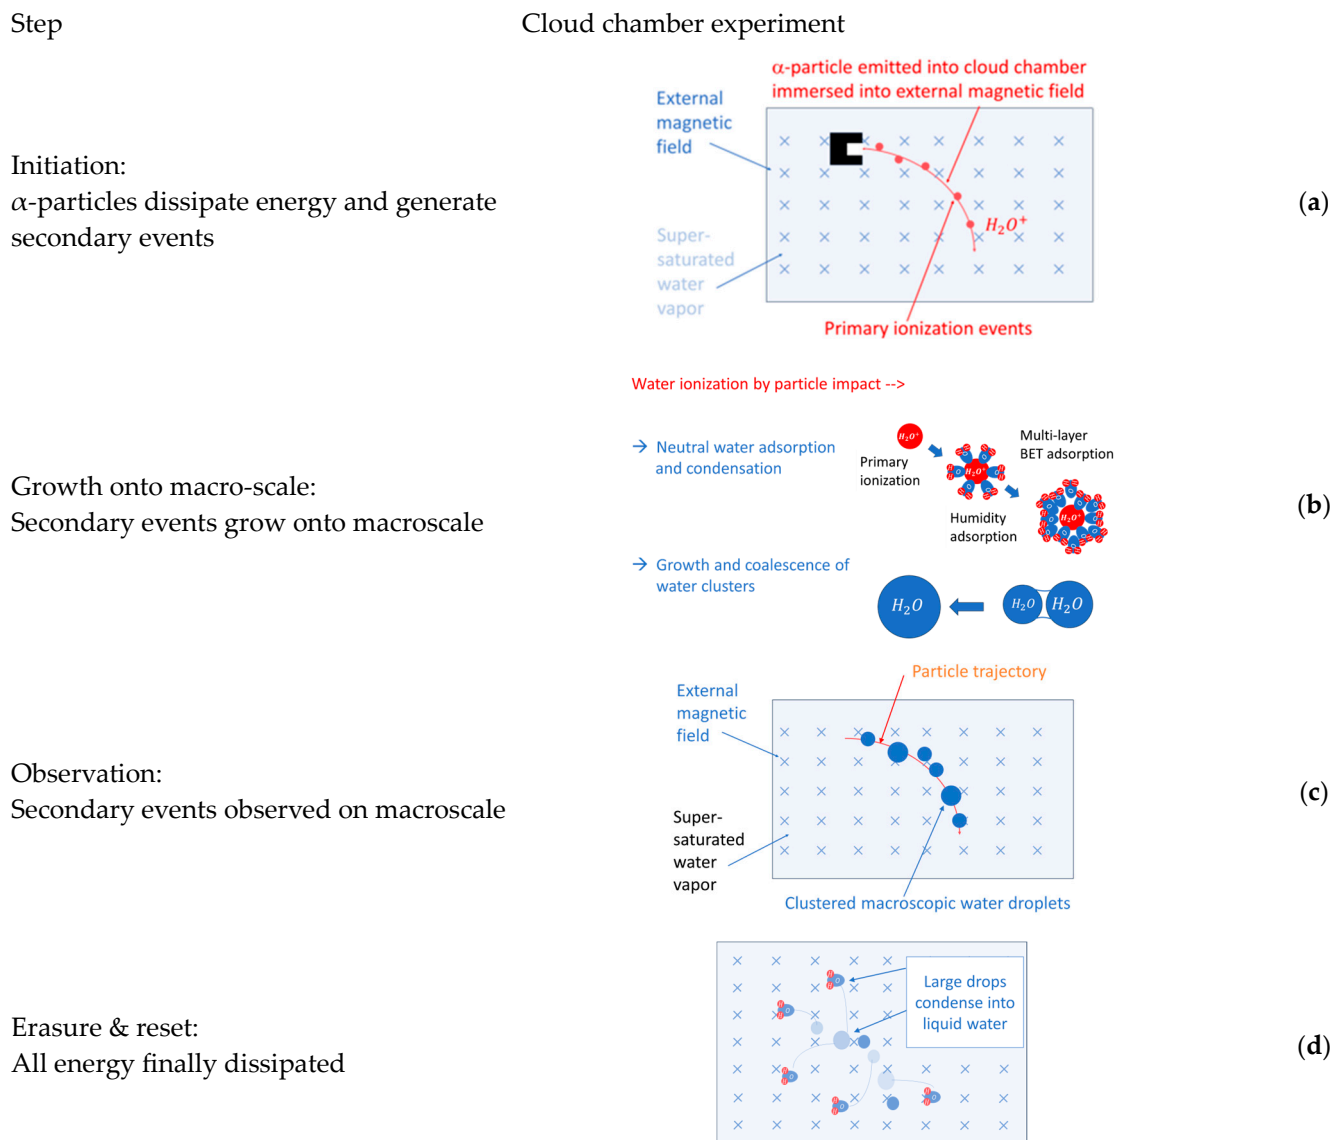 Step
Cloud chamber experiment
Initiation:
α-particles dissipate energy and generate
secondary events
α-particle emitted into cloud chamber
immersed into external magnetic field
External
magnetic
field
Super-
saturated
water
vapor
H₂O⁺
Primary ionization events
(a)
Growth onto macro-scale:
Secondary events grow onto macroscale
Water ionization by particle impact -->
→ Neutral water adsorption
and condensation
H₂O⁺
Primary
ionization
H₂O⁺
Humidity
adsorption
Multi-layer
BET adsorption
H₂O⁺
→ Growth and coalescence of
water clusters
H₂O
H₂O
H₂O
(b)
Observation:
Secondary events observed on macroscale
Particle trajectory
External
magnetic
field
Super-
saturated
water
vapor
Clustered macroscopic water droplets
(c)
Erasure & reset:
All energy finally dissipated
Large drops
condense into
liquid water
(d)